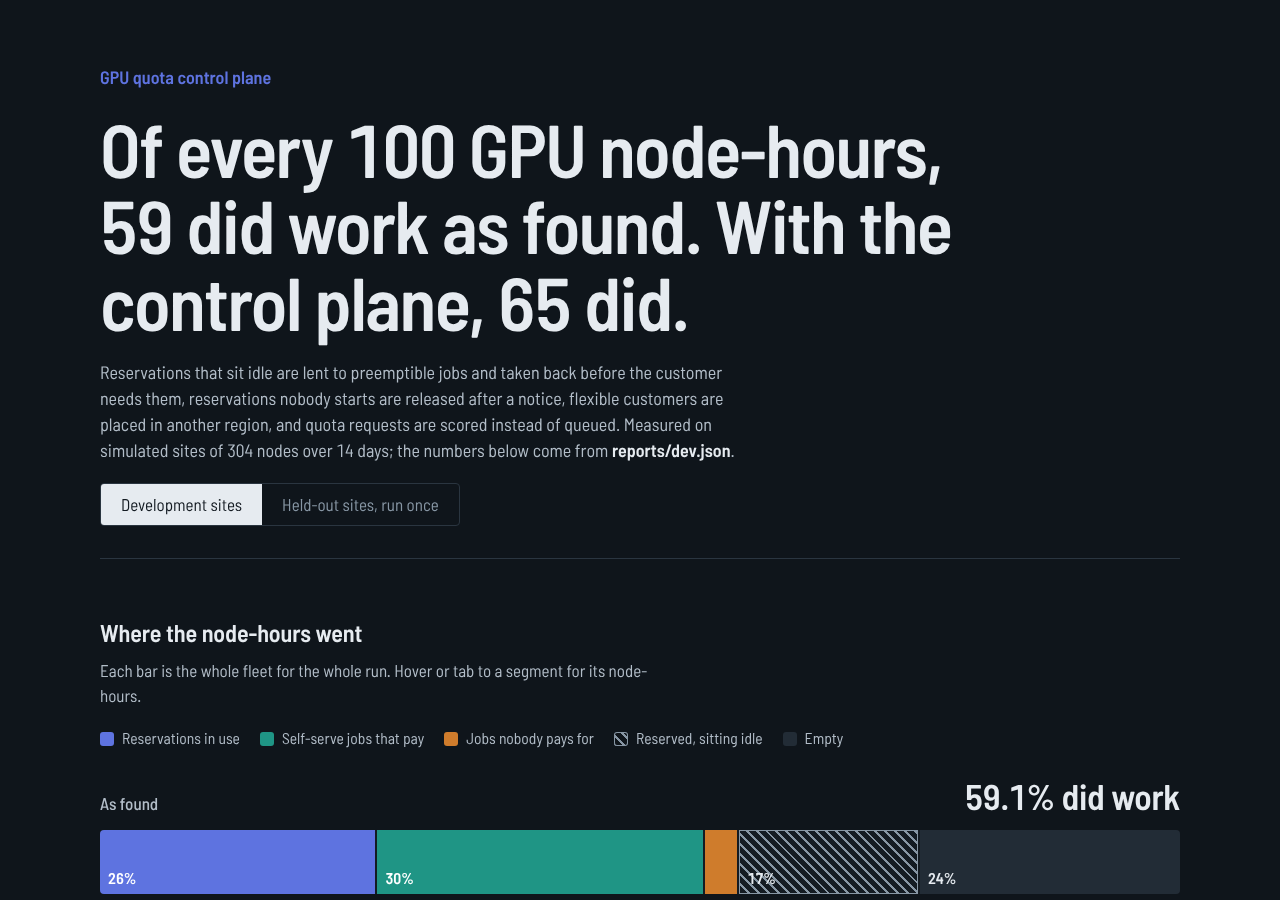 GPU quota control plane
Of every 100 GPU node-hours,
59 did work as found. With the
control plane, 65 did.
Reservations that sit idle are lent to preemptible jobs and taken back before the customer
needs them, reservations nobody starts are released after a notice, flexible customers are
placed in another region, and quota requests are scored instead of queued. Measured on
simulated sites of 304 nodes over 14 days; the numbers below come from reports/dev.json.
Development sites
Held-out sites, run once
Where the node-hours went
Each bar is the whole fleet for the whole run. Hover or tab to a segment for its node-
hours.
Reservations in use
Self-serve jobs that pay
Jobs nobody pays for
Reserved, sitting idle
Empty
As found
59.1% did work
26%
30%
17%
24%